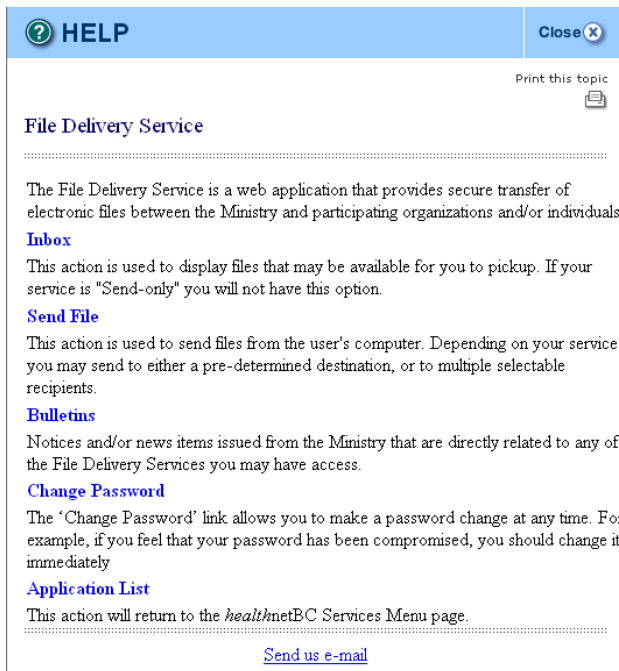 ? HELP
Close X
Print this topic
File Delivery Service
The File Delivery Service is a web application that provides secure transfer of
electronic files between the Ministry and participating organizations and/or individuals
Inbox
This action is used to display files that may be available for you to pickup. If your
service is "Send-only" you will not have this option.
Send File
This action is used to send files from the user's computer. Depending on your service
you may send to either a pre-determined destination, or to multiple selectable
recipients.
Bulletins
Notices and/or news items issued from the Ministry that are directly related to any of
the File Delivery Services you may have access.
Change Password
The ‘Change Password’ link allows you to make a password change at any time. For
example, if you feel that your password has been compromised, you should change it
immediately
Application List
This action will return to the healthnetBC Services Menu page.
Send us e-mail